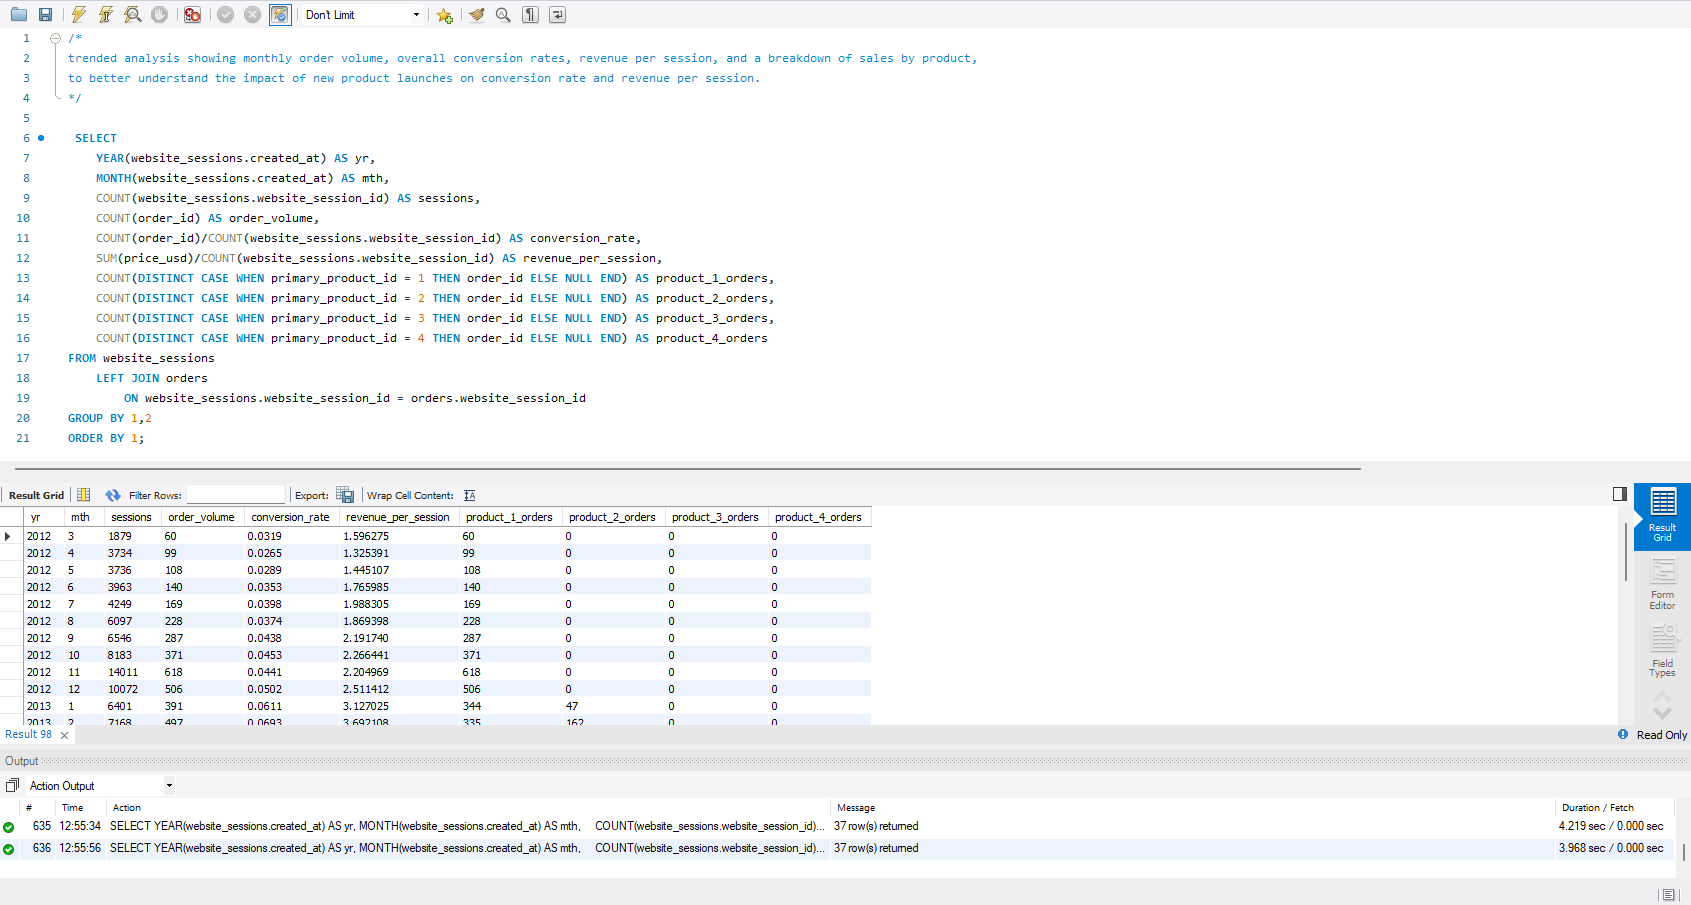 Don't Limit
1 /*
2 trended analysis showing monthly order volume, overall conversion rates, revenue per session, and a breakdown of sales by product,
3 to better understand the impact of new product launches on conversion rate and revenue per session.
4 */
5
6 SELECT
7 YEAR(website_sessions.created_at) AS yr,
8 MONTH(website_sessions.created_at) AS mth,
9 COUNT(website_sessions.website_session_id) AS sessions,
10 COUNT(order_id) AS order_volume,
11 COUNT(order_id)/COUNT(website_sessions.website_session_id) AS conversion_rate,
12 SUM(price_usd)/COUNT(website_sessions.website_session_id) AS revenue_per_session,
13 COUNT(DISTINCT CASE WHEN primary_product_id = 1 THEN order_id ELSE NULL END) AS product_1_orders,
14 COUNT(DISTINCT CASE WHEN primary_product_id = 2 THEN order_id ELSE NULL END) AS product_2_orders,
15 COUNT(DISTINCT CASE WHEN primary_product_id = 3 THEN order_id ELSE NULL END) AS product_3_orders,
16 COUNT(DISTINCT CASE WHEN primary_product_id = 4 THEN order_id ELSE NULL END) AS product_4_orders
17 FROM website_sessions
18 LEFT JOIN orders
19 ON website_sessions.website_session_id = orders.website_session_id
20 GROUP BY 1,2
21 ORDER BY 1;
Result Grid Filter Rows: Export: Wrap Cell Content:
yr mth sessions order_volume conversion_rate revenue_per_session product_1_orders product_2_orders product_3_orders product_4_orders
2012 3 1879 60 0.0319 1.596275 60 0 0 0
2012 4 3734 99 0.0265 1.325391 99 0 0 0
2012 5 3736 108 0.0289 1.445107 108 0 0 0
2012 6 3963 140 0.0353 1.765985 140 0 0 0
2012 7 4249 169 0.0398 1.988305 169 0 0 0
2012 8 6097 228 0.0374 1.869398 228 0 0 0
2012 9 6546 287 0.0438 2.191740 287 0 0 0
2012 10 8183 371 0.0453 2.266441 371 0 0 0
2012 11 14011 618 0.0441 2.204969 618 0 0 0
2012 12 10072 506 0.0502 2.511412 506 0 0 0
2013 1 6401 391 0.0611 3.127025 344 47 0 0
2013 2 7168 497 0.0693 3.692108 335 162 0 0
Result
Grid
Form
Editor
Field
Types
Result 98 Read Only
Output
Action Output
# Time Action Message Duration / Fetch
635 12:55:34 SELECT YEAR(website_sessions.created_at) AS yr, MONTH(website_sessions.created_at) AS mth, COUNT(website_sessions.website_session_id)... 37 row(s) returned 4.219 sec / 0.000 sec
636 12:55:56 SELECT YEAR(website_sessions.created_at) AS yr, MONTH(website_sessions.created_at) AS mth, COUNT(website_sessions.website_session_id)... 37 row(s) returned 3.968 sec / 0.000 sec